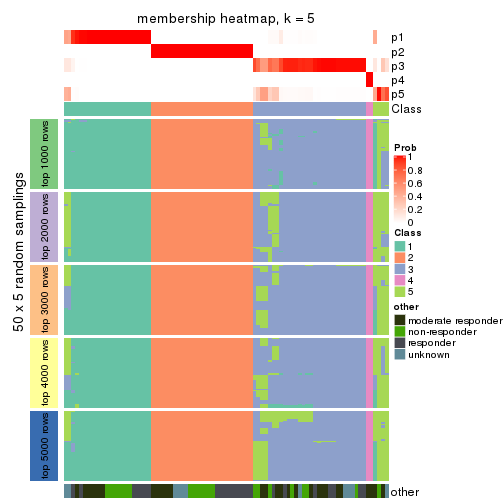 membership heatmap, k = 5
p1
p2
p3
p4
p5
Class
50 x 5 random samplings
top 1000 rows
top 2000 rows
top 3000 rows
top 4000 rows
top 5000 rows
other
Prob
1
0.8
0.6
0.4
0.2
0
Class
1
2
3
4
5
other
moderate responder
non-responder
responder
unknown